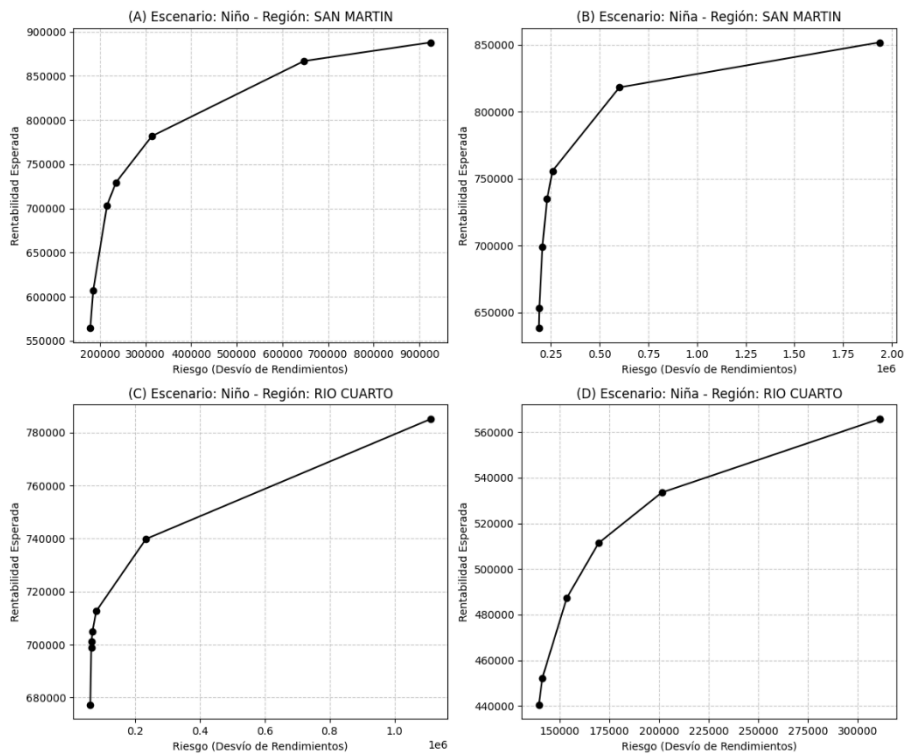 (A) Escenario: Niño - Región: SAN MARTIN
900000
850000
800000
750000
700000
650000
600000
550000
Rentabilidad Esperada
200000 300000 400000 500000 600000 700000 800000 900000
Riesgo (Desvío de Rendimientos)
(B) Escenario: Niña - Región: SAN MARTIN
850000
800000
750000
700000
650000
Rentabilidad Esperada
0.25 0.50 0.75 1.00 1.25 1.50 1.75 2.00
Riesgo (Desvío de Rendimientos)
1e6
(C) Escenario: Niño - Región: RIO CUARTO
780000
760000
740000
720000
700000
680000
Rentabilidad Esperada
0.2 0.4 0.6 0.8 1.0
Riesgo (Desvío de Rendimientos)
1e6
(D) Escenario: Niña - Región: RIO CUARTO
560000
540000
520000
500000
480000
460000
440000
Rentabilidad Esperada
150000 175000 200000 225000 250000 275000 300000
Riesgo (Desvío de Rendimientos)